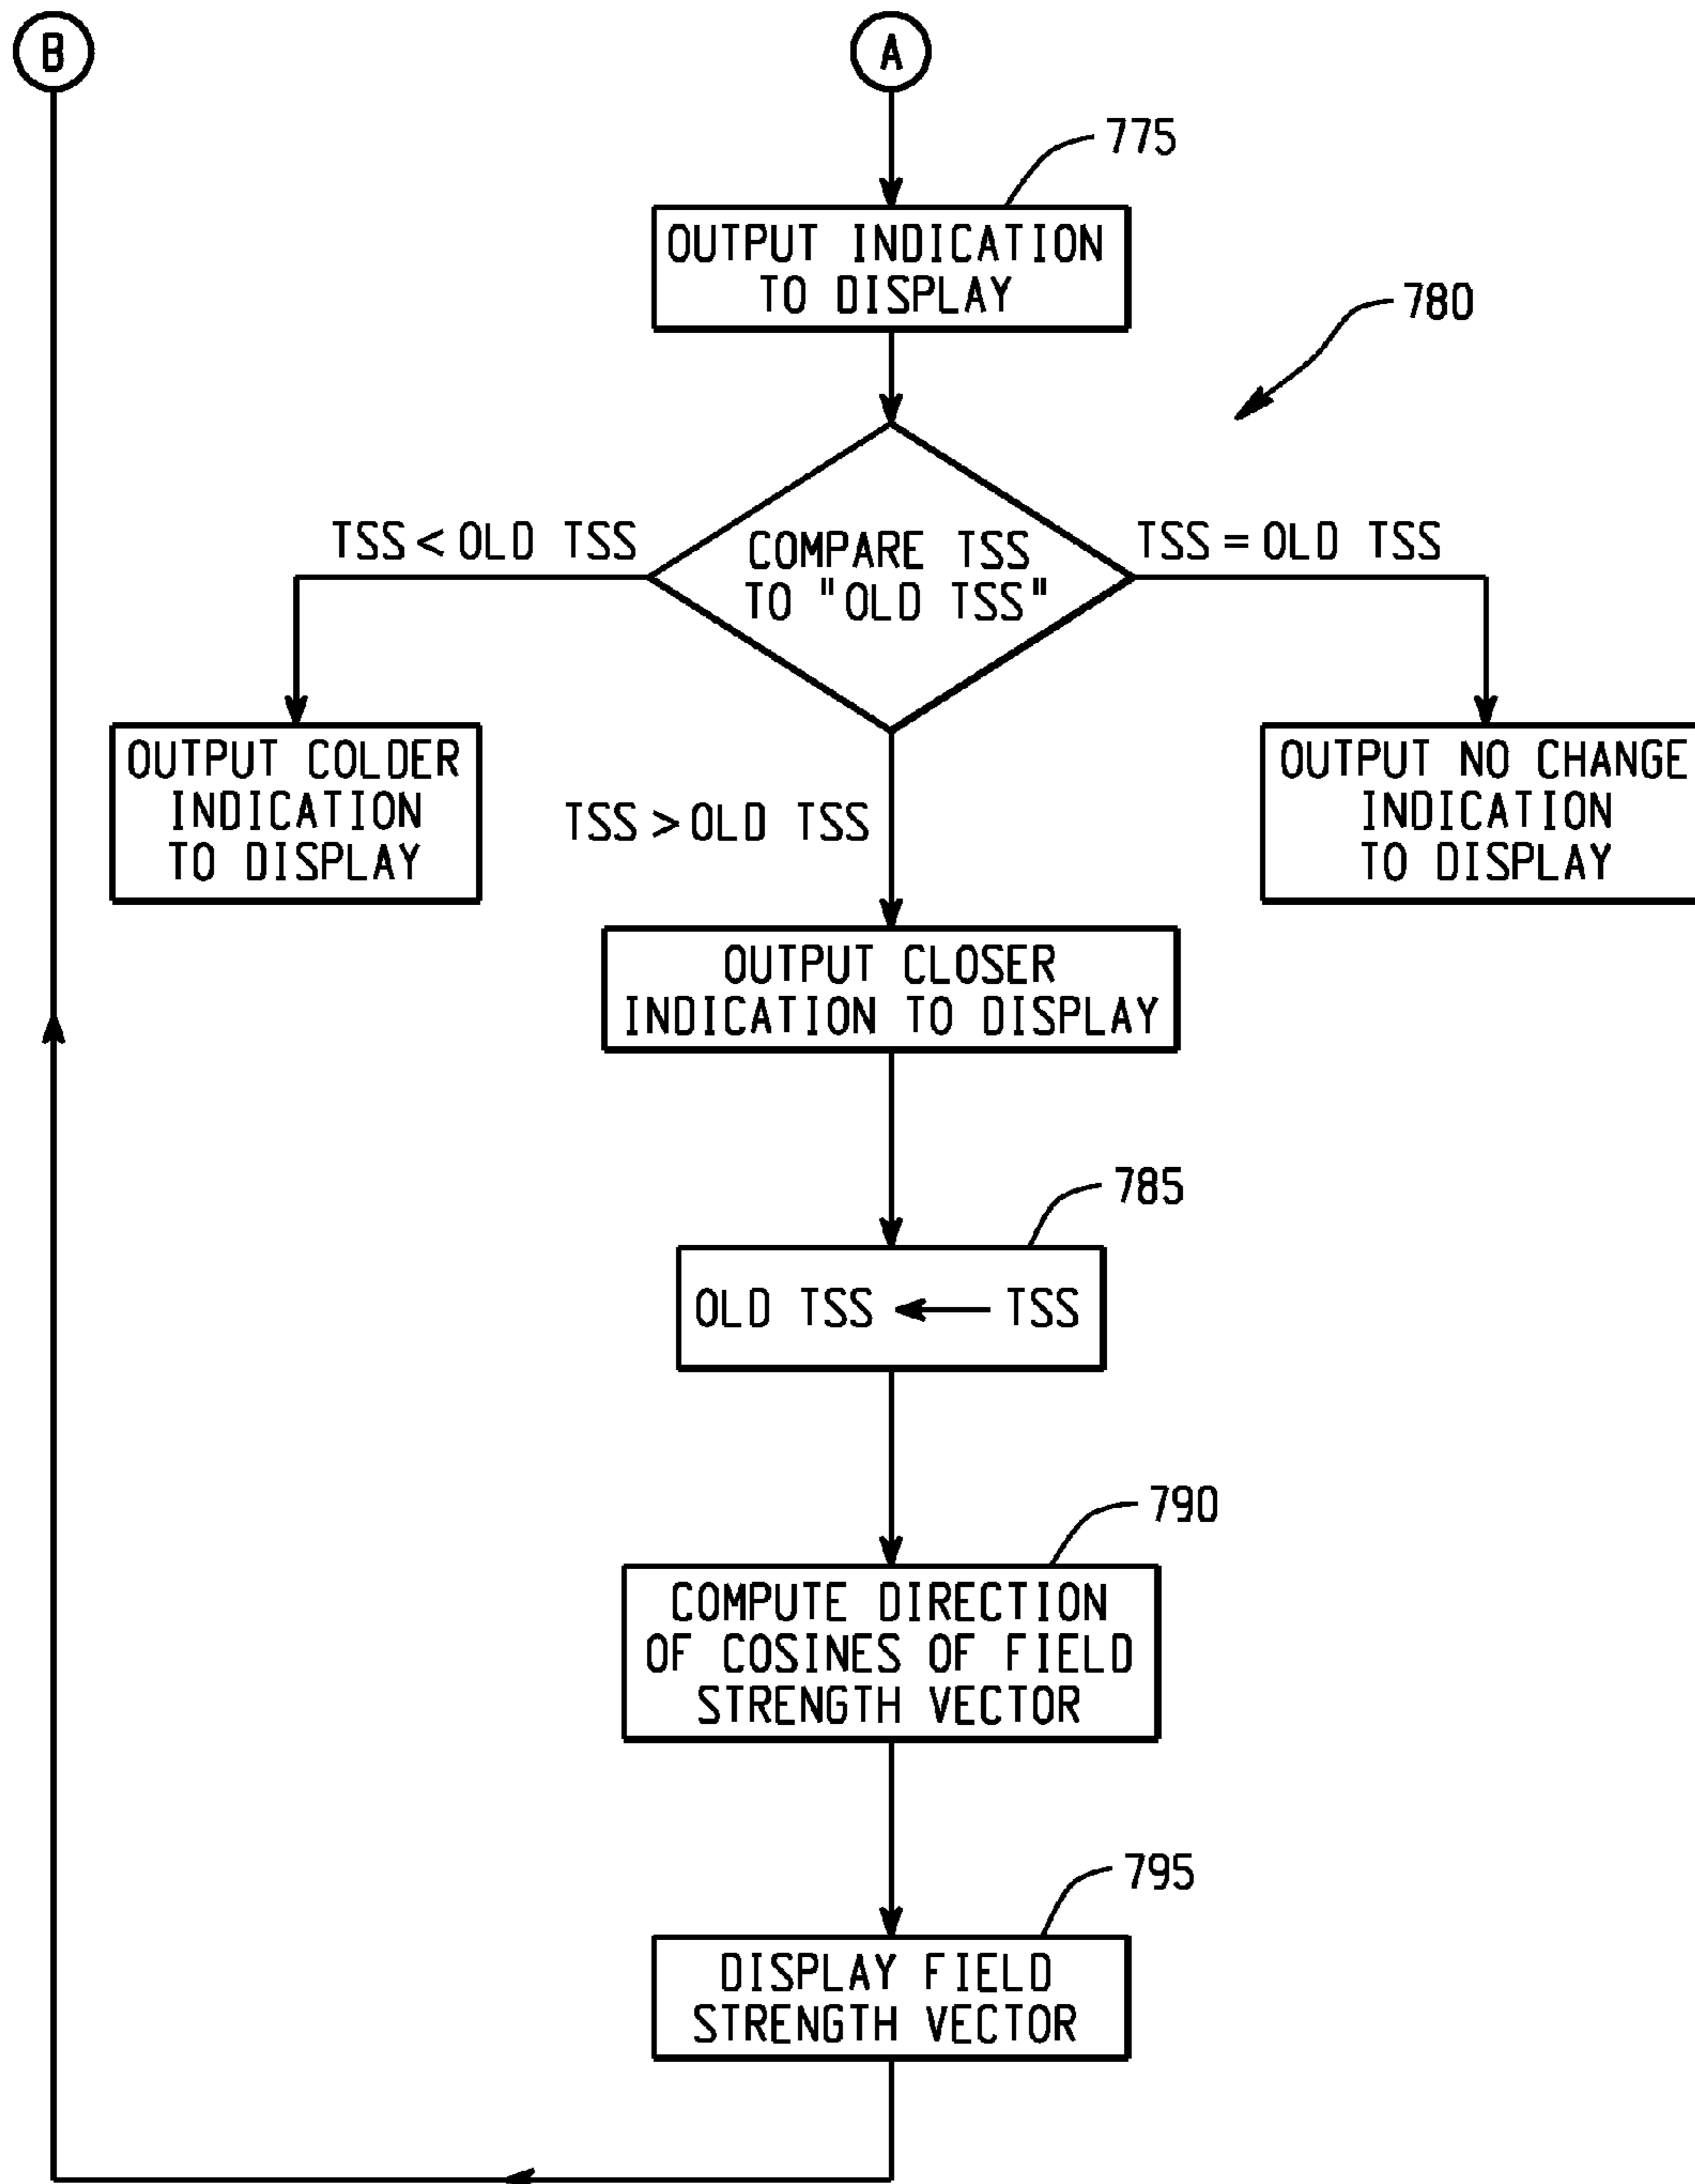 B
A
775
OUTPUT INDICATION
TO DISPLAY
780
TSS < OLD TSS
COMPARE TSS
TO "OLD TSS"
TSS = OLD TSS
OUTPUT COLDER
INDICATION
TO DISPLAY
TSS > OLD TSS
OUTPUT NO CHANGE
INDICATION
TO DISPLAY
OUTPUT CLOSER
INDICATION TO DISPLAY
785
OLD TSS ← TSS
790
COMPUTE DIRECTION
OF COSINES OF FIELD
STRENGTH VECTOR
795
DISPLAY FIELD
STRENGTH VECTOR